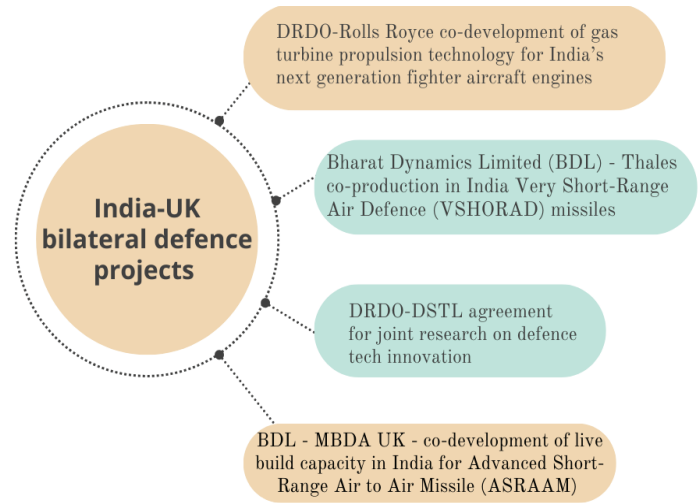 DRDO-Rolls Royce co-development of gas
turbine propulsion technology for India's
next generation fighter aircraft engines
India-UK
bilateral defence
projects
Bharat Dynamics Limited (BDL) - Thales
co-production in India Very Short-Range
Air Defence (VSHORAD) missiles
DRDO-DSTL agreement
for joint research on defence
tech innovation
BDL - MBDA UK - co-development of live
build capacity in India for Advanced Short-
Range Air to Air Missile (ASRAAM)